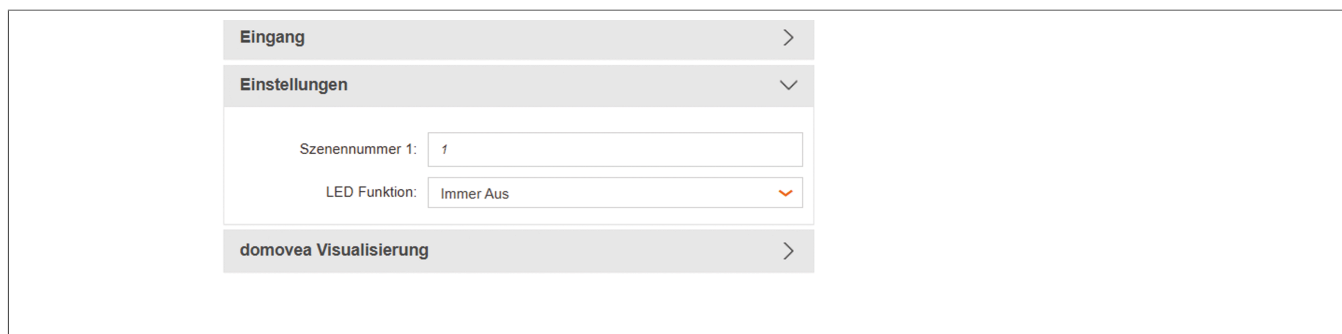 Eingang
Einstellungen
Szenennummer 1: 1
LED Funktion: Immer Aus
domovea Visualisierung